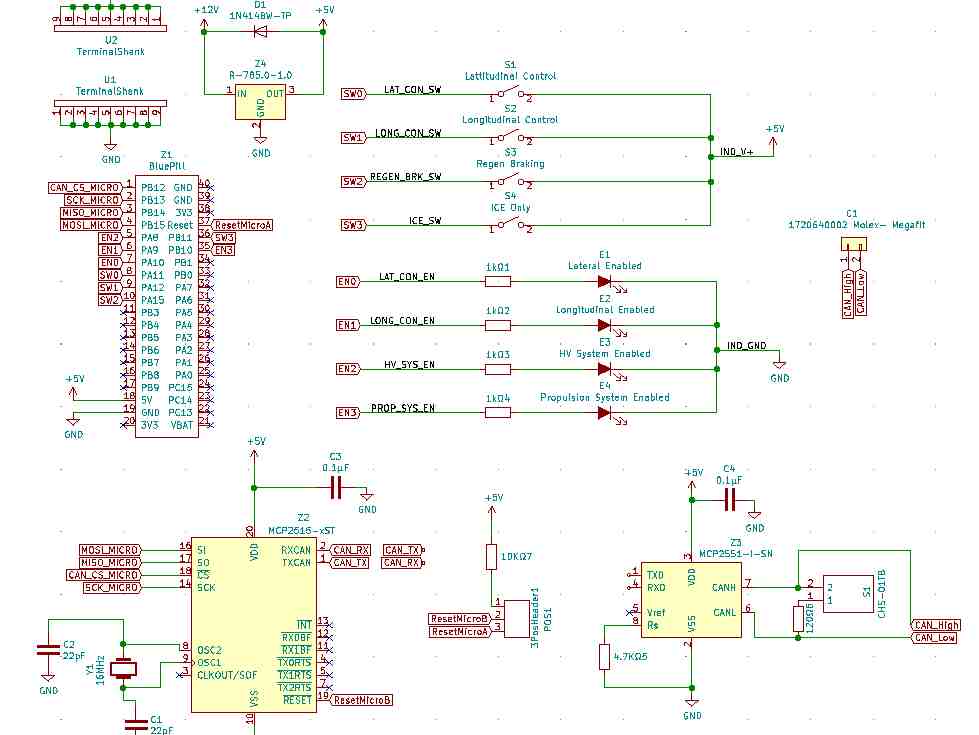 9 8 7 6 5 4 3 2 1
U2
TerminalShank
U1
TerminalShank
1 2 3 4 5 6 7 8 9
GND
+12V
D1
1N4148W-TP
+5V
Z4
R-785.0-1.0
1 IN OUT 3
GND
2
GND
S1
Lattitudinal Control
SW0 LAT_CON_SW 1 2
S2
Longitudinal Control
SW1 LONG_CON_SW 1 2
S3
Regen Braking
SW2 REGEN_BRK_SW 1 2
S4
ICE Only
SW3 ICE_SW 1 2
IND_V+
+5V
Z1
BluePill
CAN_CS_MICRO 1 PB12 GND 40
SCK_MICRO 2 PB13 GND 39
MISO_MICRO 3 PB14 3V3 38
MOSI_MICRO 4 PB15 Reset 37 ResetMicroA
EN2 5 PA8 PB11 36 SW3
EN1 6 PA9 PB10 35 EN3
EN0 7 PA10 PB1 34
SW0 8 PA11 PB0 33
SW1 9 PA12 PA7 32
SW2 10 PA15 PA6 31
11 PB3 PA5 30
12 PB4 PA4 29
13 PB5 PA3 28
14 PB6 PA2 27
15 PB7 PA1 26
16 PB8 PA0 25
17 PB9 PC15 24
18 5V PC14 23
19 GND PC13 22
20 3V3 VBAT 21
+5V
GND
E1
Lateral Enabled
EN0 LAT_CON_EN 1kΩ1
E2
Longitudinal Enabled
EN1 LONG_CON_EN 1kΩ2
E3
HV System Enabled
EN2 HV_SYS_EN 1kΩ3
E4
Propulsion System Enabled
EN3 PROP_SYS_EN 1kΩ4
IND_GND
GND
1720640002 Molex- Megafit
1 2
CAN_High
CAN_Low
+5V
C3
0.1µF
GND
Z2
20
VDD
MOSI_MICRO 16 SI RXCAN 2 CAN_RX
MISO_MICRO 17 SO TXCAN 1 CAN_TX
CAN_CS_MICRO 18 CS
SCK_MICRO 14 SCK
INT 13
RX0BF 12
RX1BF 11
TX0RTS 4
TX1RTS 5
TX2RTS 7
RESET 19 ResetMicroB
8 OSC2
9 OSC1
3 CLKOUT/SOF
VSS
10
C2
22pF
GND
Y1
16MHz
C1
22pF
CAN_TX
CAN_RX
+5V
10KΩ7
1
ResetMicroB 2
ResetMicroA 3
3PosHeader1
POS1
+5V
C4
0.1µF
GND
Z3
MCP2551-I-SN
3
VDD
1 TXD
4 RXD
5 Vref
8 Rs
CANH 7
CANL 6
VSS
2
4.7KΩ5
GND
2 2
1 1
S1
CHS-01TB
CAN_High
CAN_Low